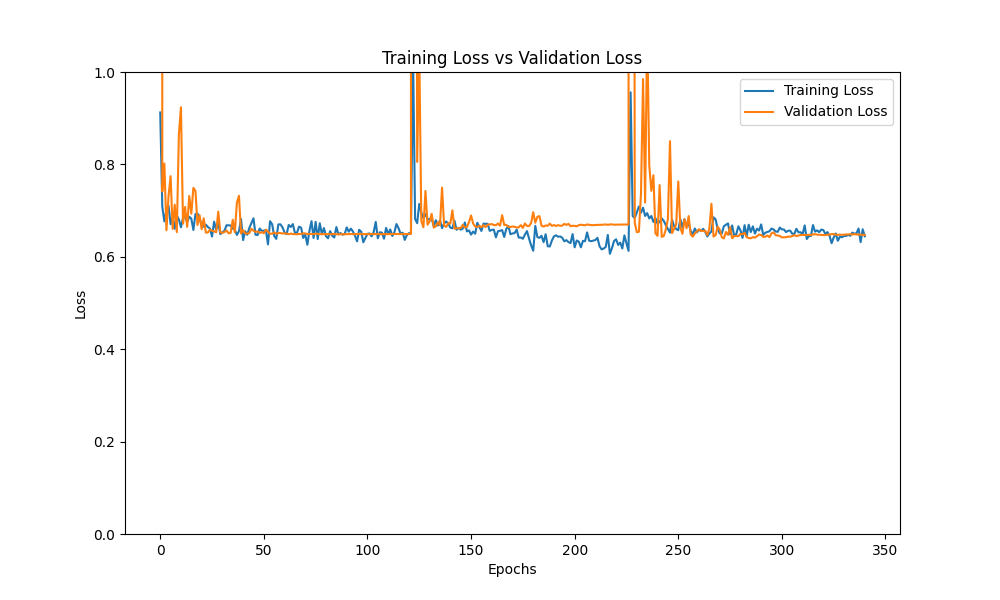 Training Loss vs Validation Loss
Training Loss
Validation Loss
1.0
0.8
0.6
0.4
0.2
0.0
Loss
0 50 100 150 200 250 300 350
Epochs